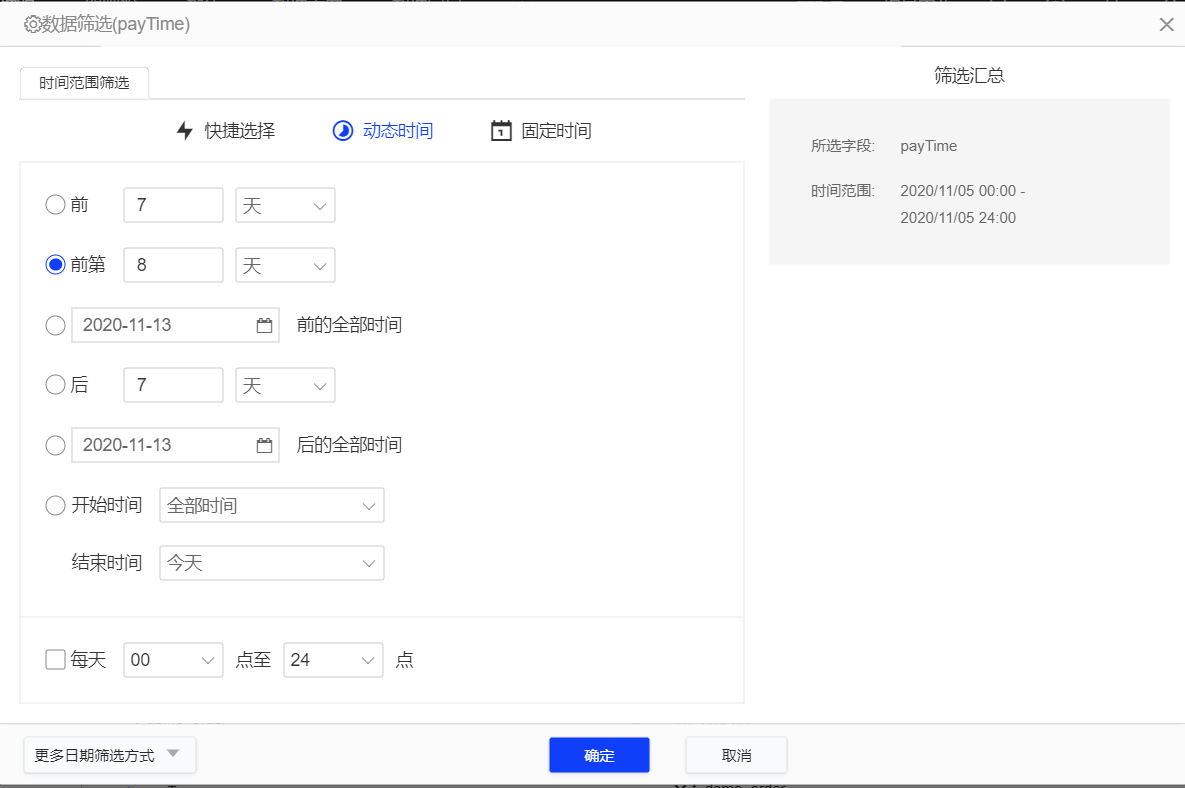 数据筛选(payTime)
时间范围筛选
快捷选择 动态时间 固定时间
前 7 天
前第 8 天
2020-11-13 前的全部时间
后 7 天
2020-11-13 后的全部时间
开始时间 全部时间
结束时间 今天
每天 00 点至 24 点
筛选汇总
所选字段: payTime
时间范围: 2020/11/05 00:00 -
2020/11/05 24:00
更多日期筛选方式 确定 取消